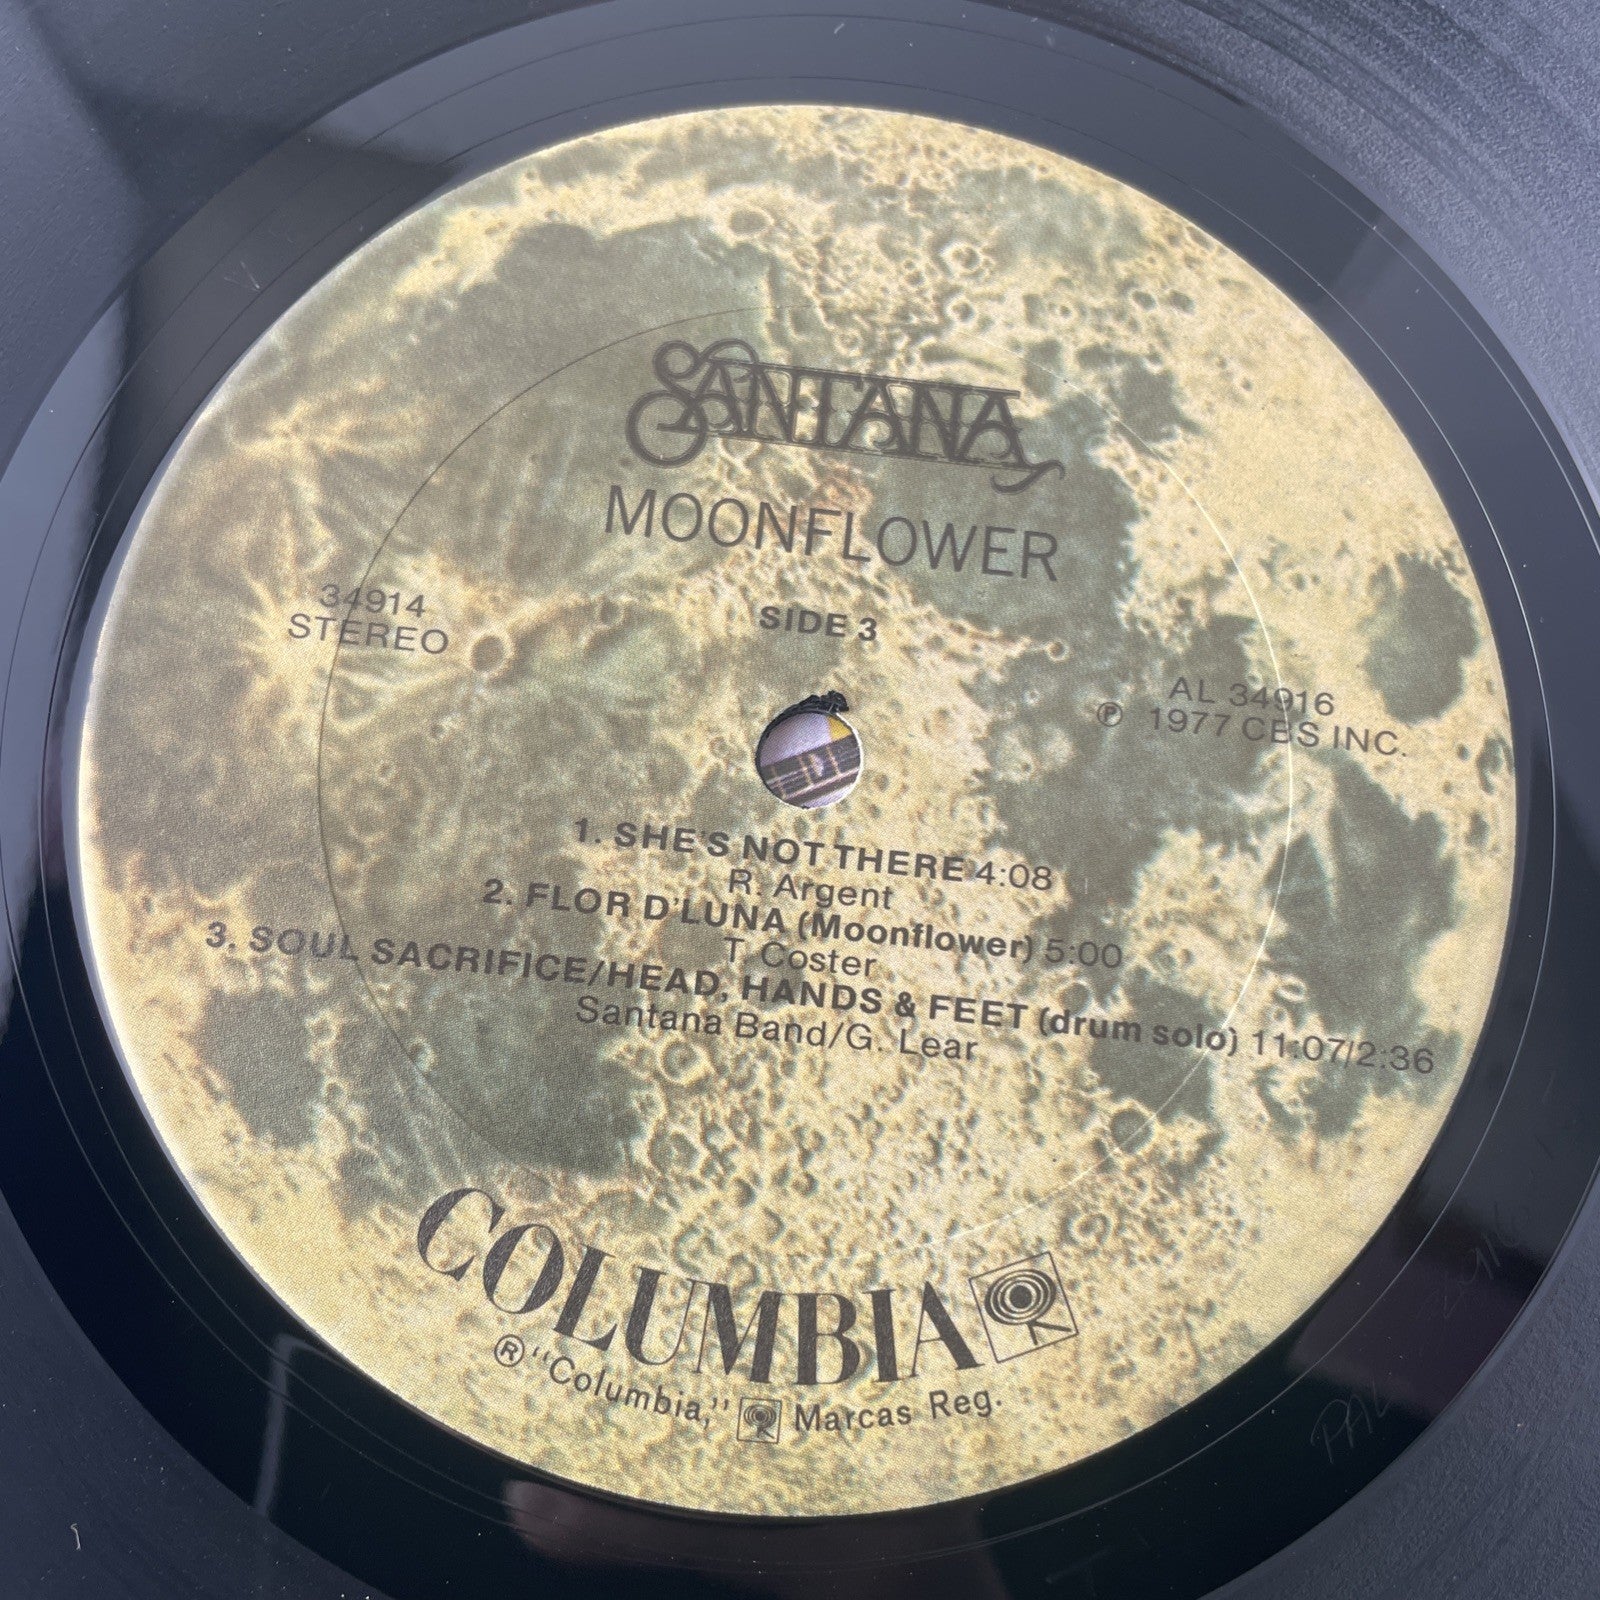 SANTANA
MOONFLOWER
SIDE 3
34914
STEREO
AL 34916
℗ 1977 CBS INC.
1. SHE'S NOT THERE 4:08
R. Argent
2. FLOR D'LUNA (Moonflower) 5:00
T. Coster
3. SOUL SACRIFICE/HEAD, HANDS & FEET (drum solo) 11:07/2:36
Santana Band/G. Lear
COLUMBIA
® "Columbia," Marcas Reg.
PAL